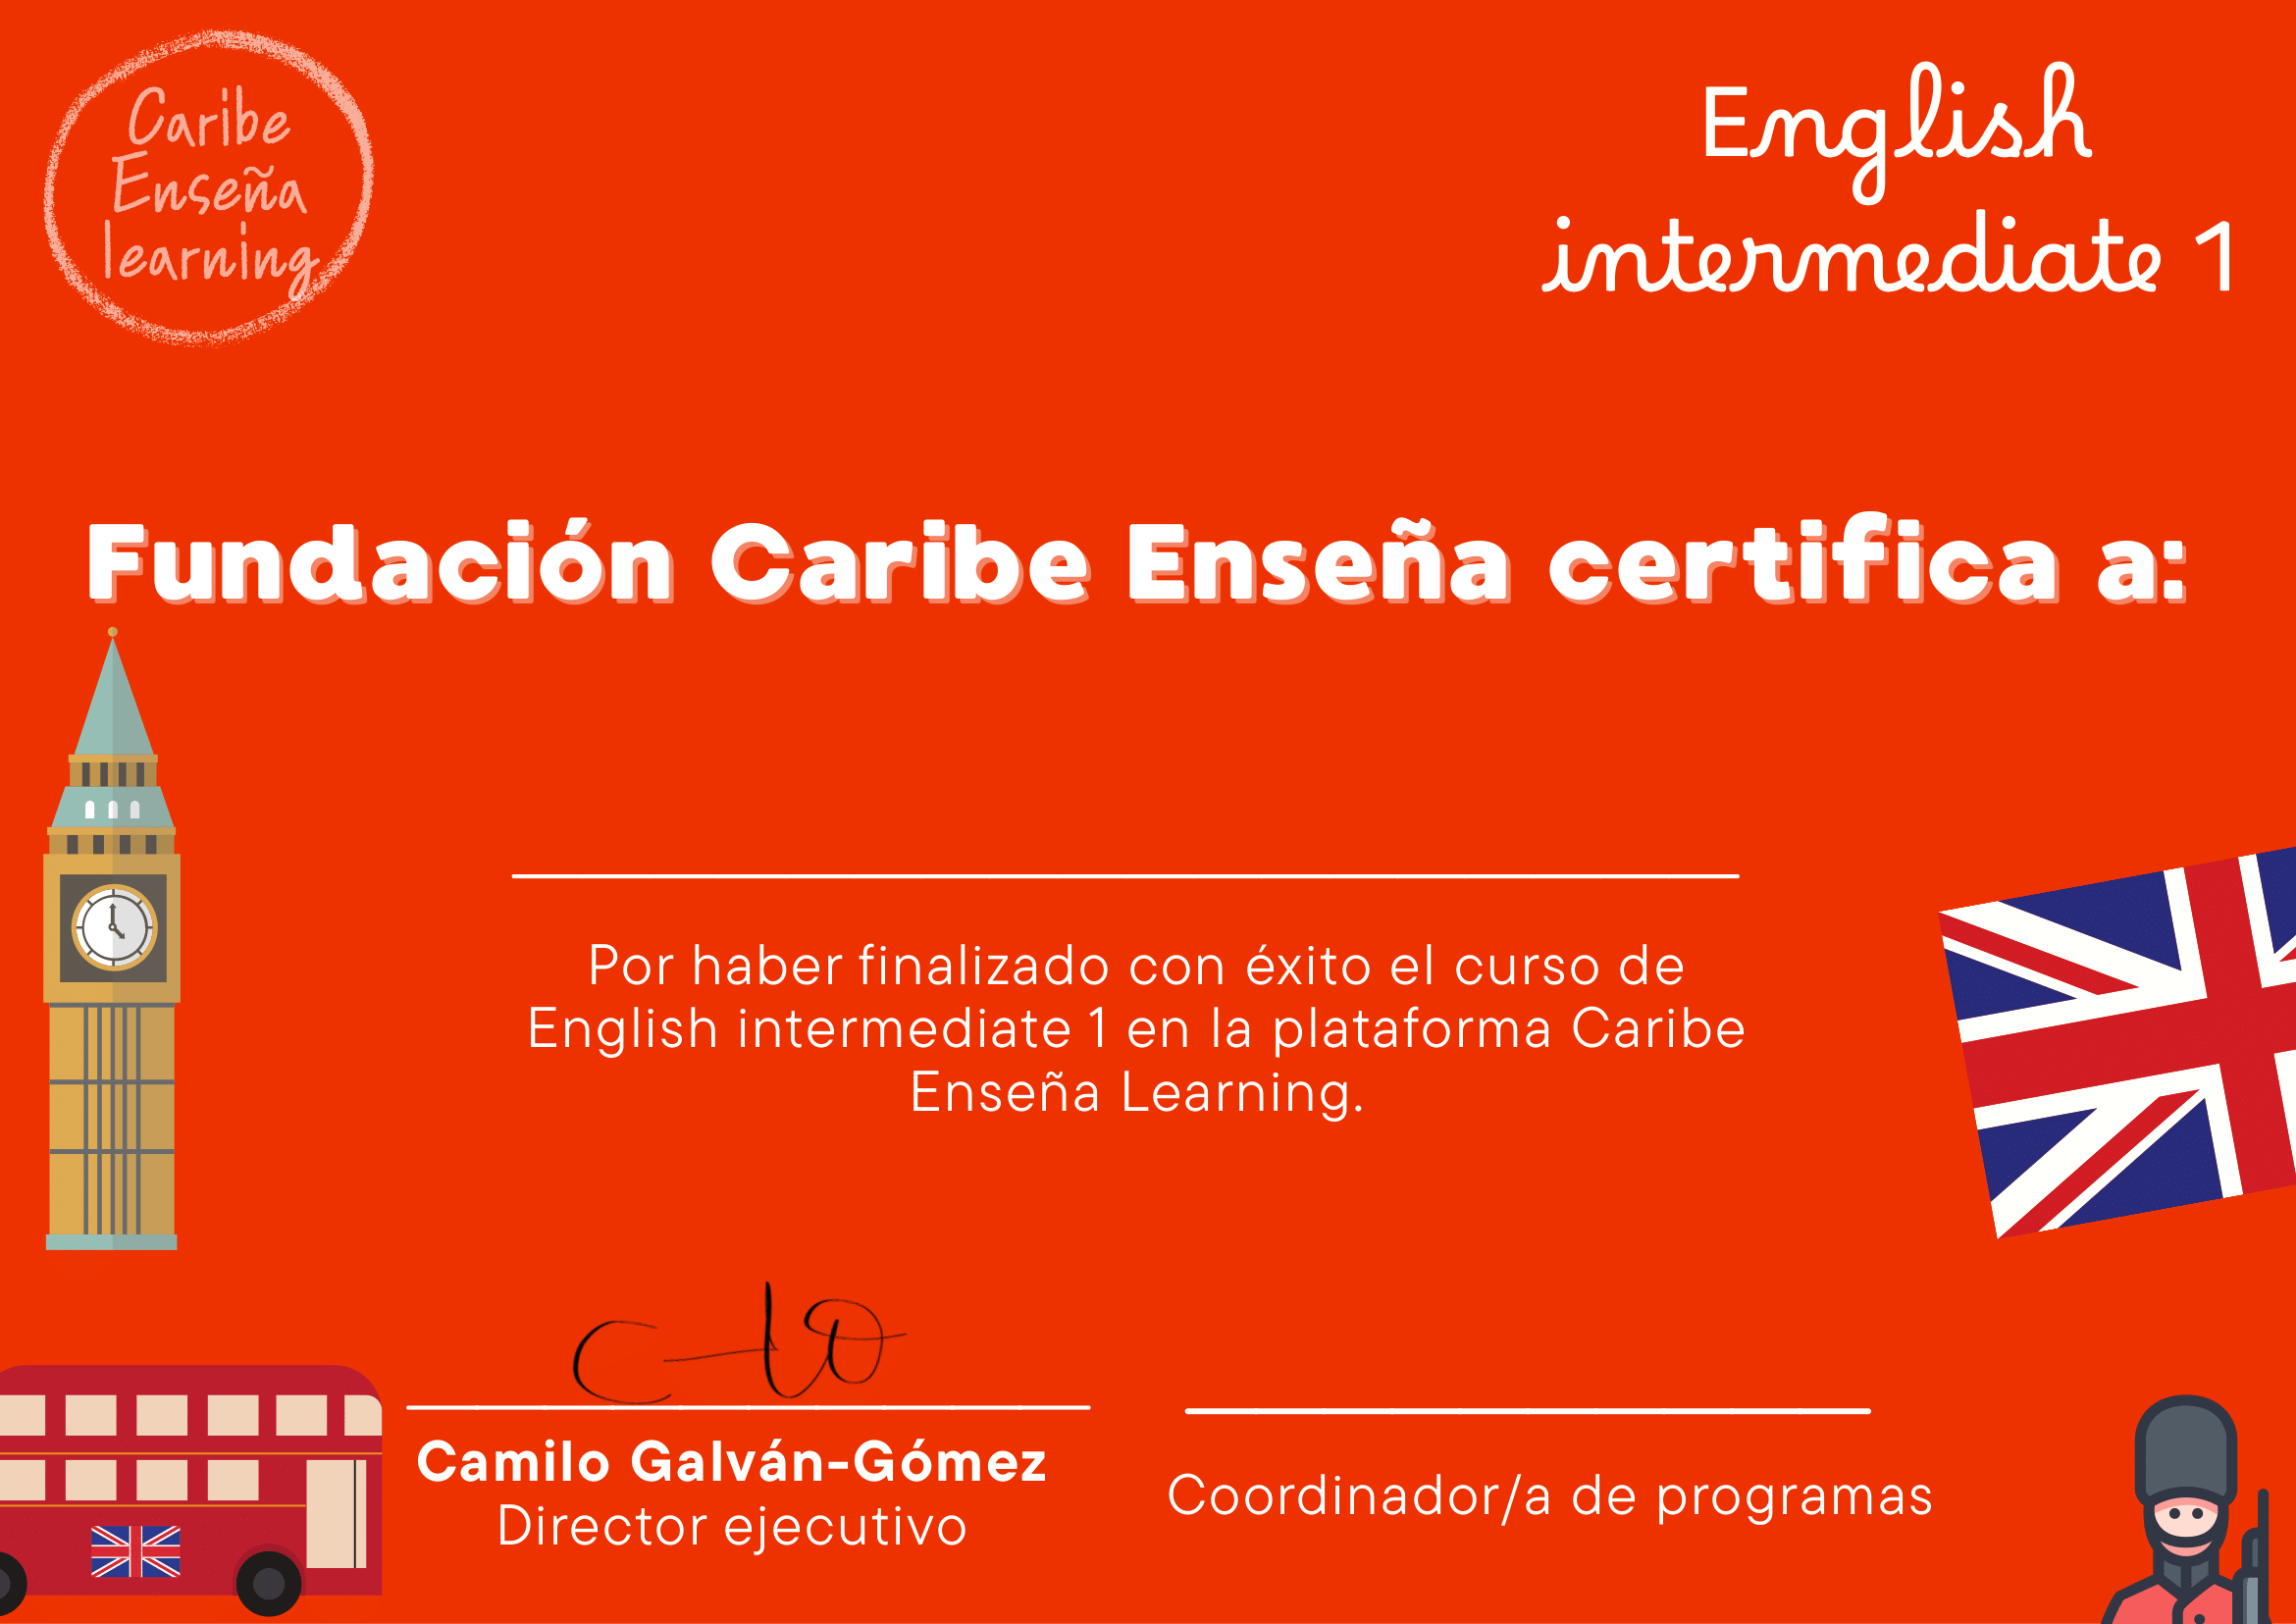 Caribe
Enseña
learning
English
intermediate 1
Fundación Caribe Enseña certifica a:
Por haber finalizado con éxito el curso de
English intermediate 1 en la plataforma Caribe
Enseña Learning.
Camilo Galván-Gómez
Director ejecutivo
Coordinador/a de programas